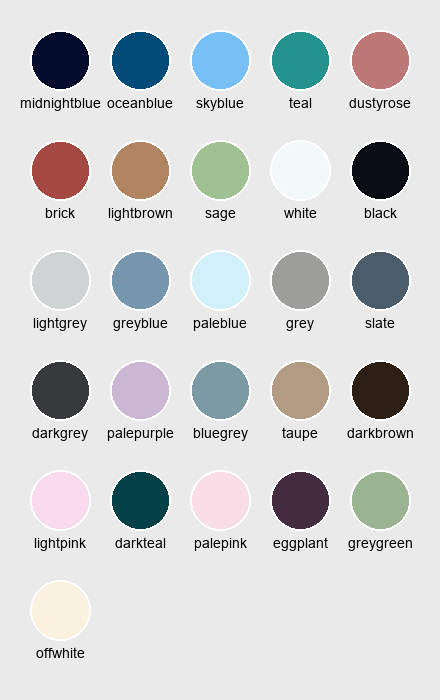 midnightblue oceanblue skyblue teal dustyrose
brick lightbrown sage white black
lightgrey greyblue paleblue grey slate
darkgrey palepurple bluegrey taupe darkbrown
lightpink darkteal palepink eggplant greygreen
offwhite